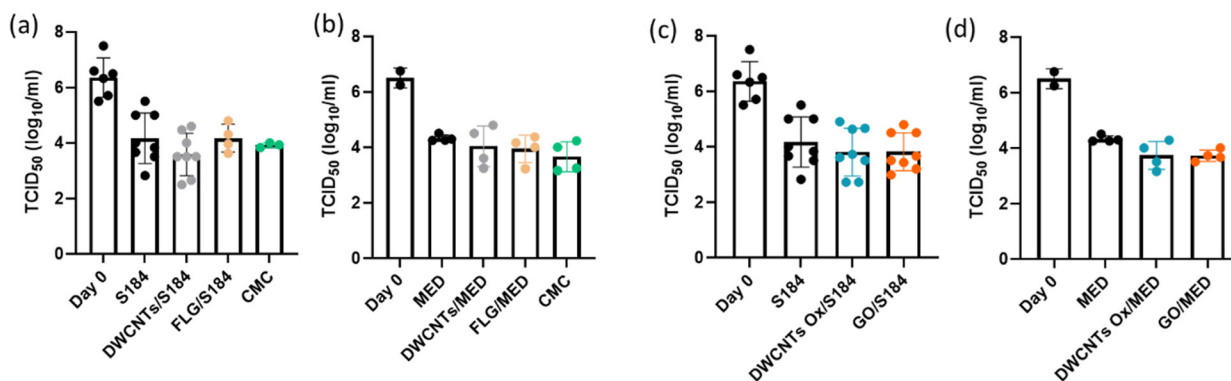 (a)
TCID50 (log10/ml)
8
6
4
2
0
Day 0
S184
DWCNTs/S184
FLG/S184
CMC
(b)
TCID50 (log10/ml)
8
6
4
2
0
Day 0
MED
DWCNTs/MED
FLG/MED
CMC
(c)
TCID50 (log10/ml)
8
6
4
2
0
Day 0
S184
DWCNTs Ox/S184
GO/S184
(d)
TCID50 (log10/ml)
8
6
4
2
0
Day 0
MED
DWCNTs Ox/MED
GO/MED